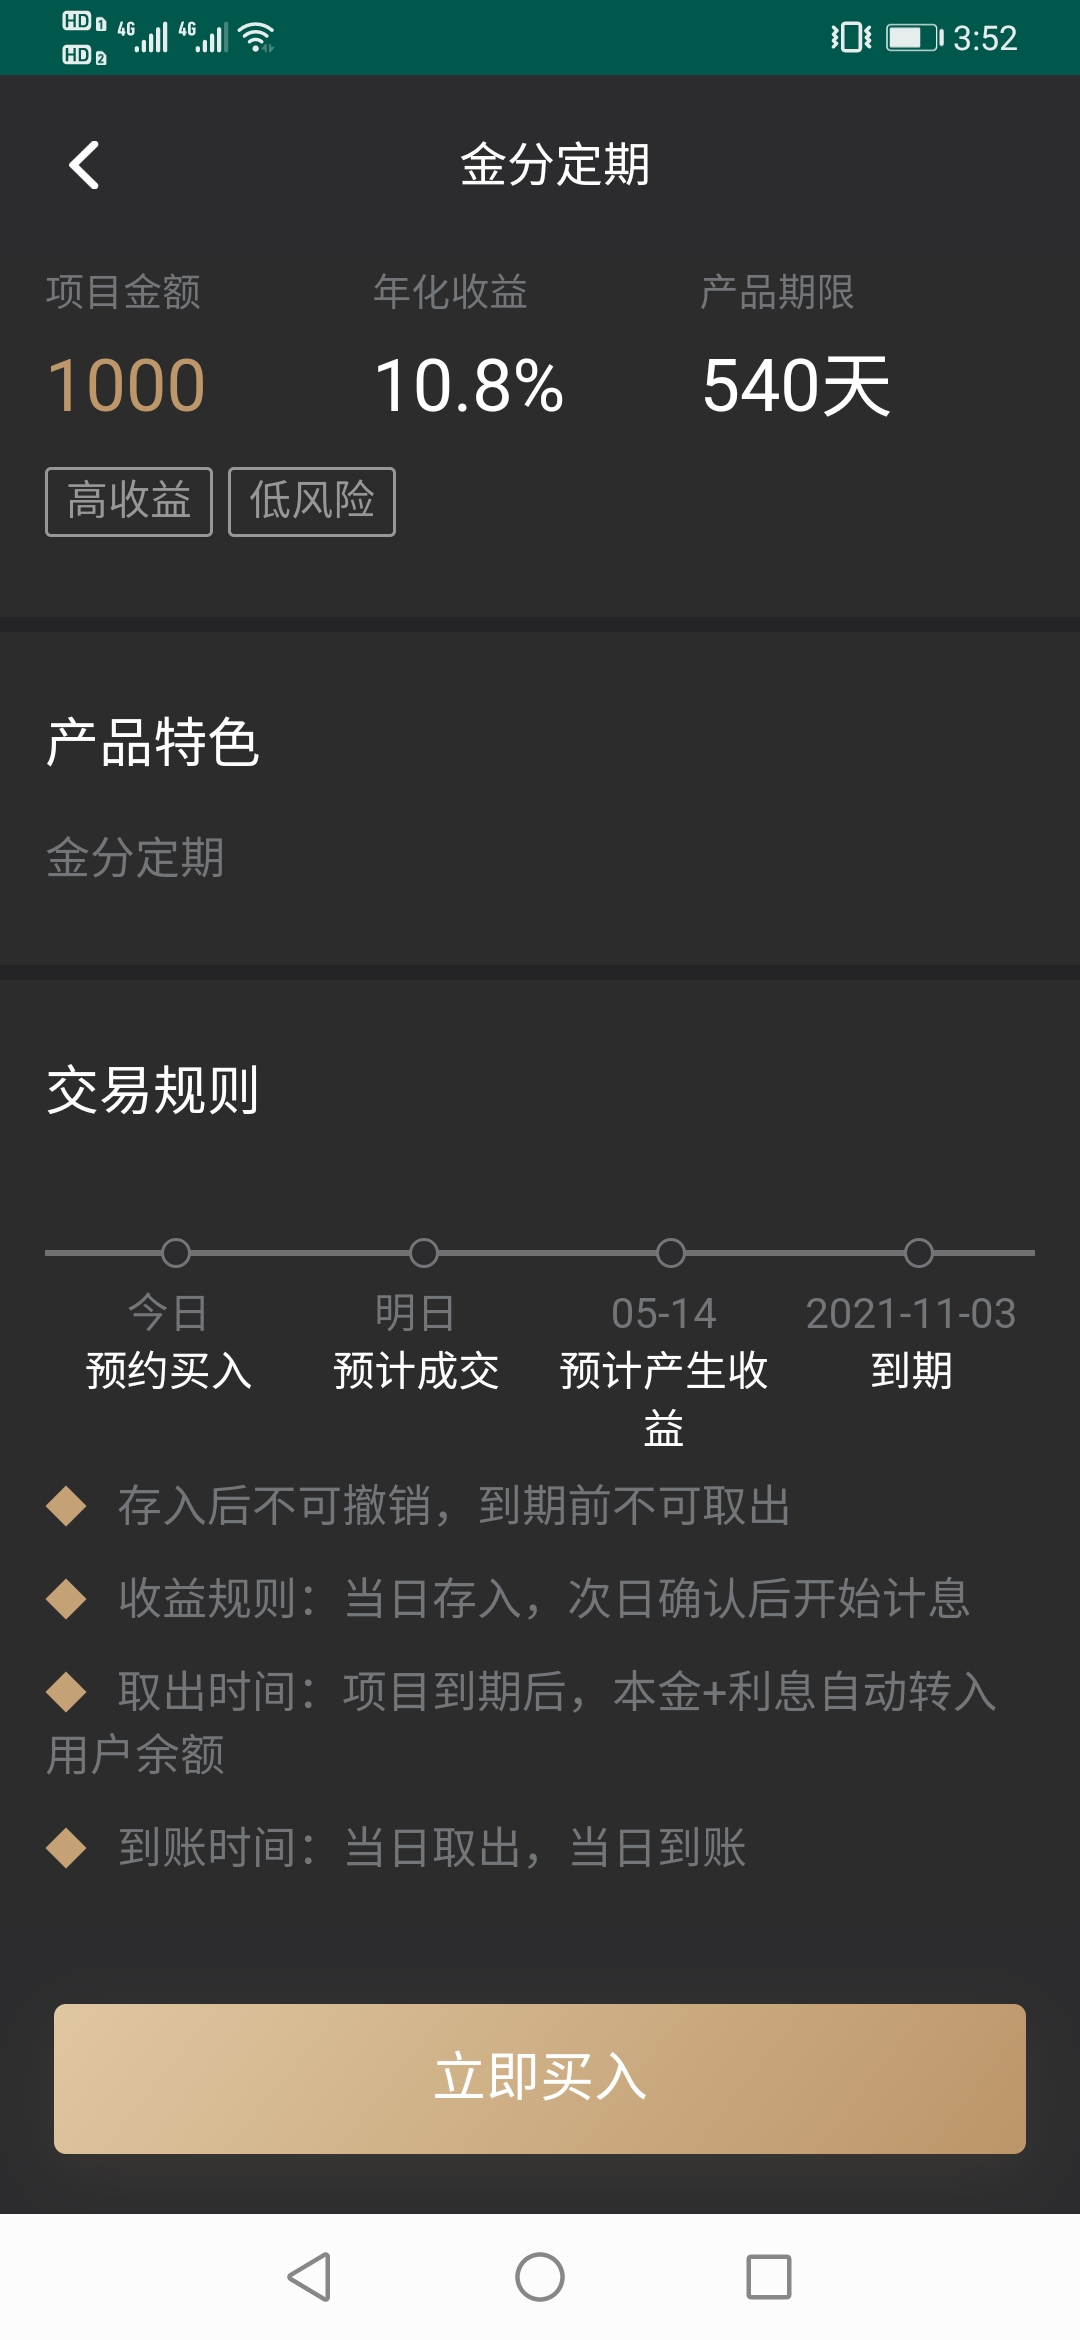 HD 1 4G 4G
HD 2
3:52
金分定期
项目金额 年化收益 产品期限
1000 10.8% 540天
高收益 低风险
产品特色
金分定期
交易规则
今日 明日 05-14 2021-11-03
预约买入 预计成交 预计产生收 到期
益
存入后不可撤销，到期前不可取出
收益规则：当日存入，次日确认后开始计息
取出时间：项目到期后，本金+利息自动转入
用户余额
到账时间：当日取出，当日到账
立即买入